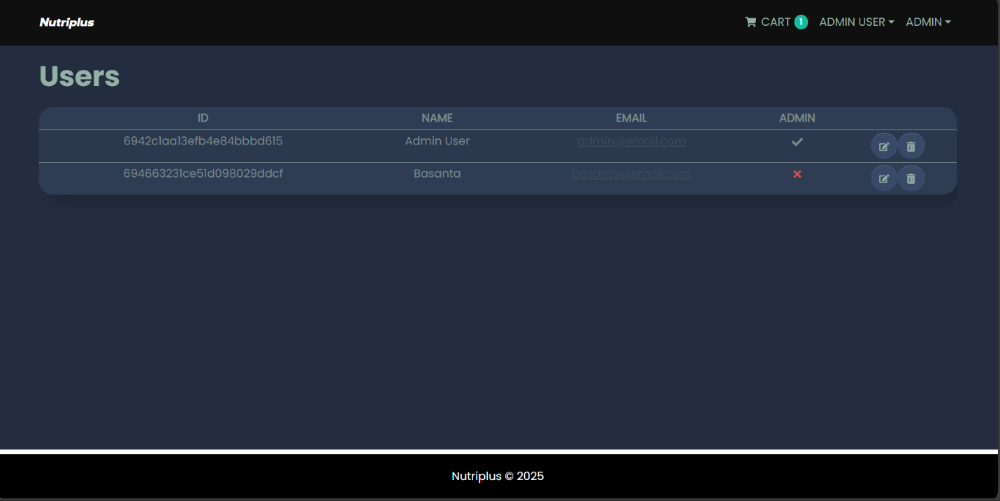 Nutriplus
CART 1 ADMIN USER ADMIN
Users
ID NAME EMAIL ADMIN
6942c1aa13efb4e84bbbd615 Admin User admin@email.com
694663231ce51d098029ddcf Basanta basanta@email.com
Nutriplus © 2025